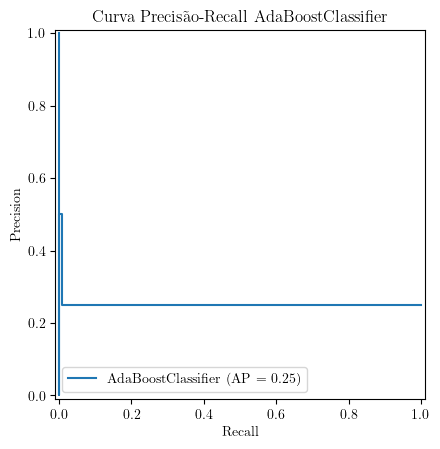 Curva Precisão-Recall AdaBoostClassifier
1.0
0.8
0.6
0.4
0.2
0.0
Precision
AdaBoostClassifier (AP = 0.25)
0.0 0.2 0.4 0.6 0.8 1.0
Recall